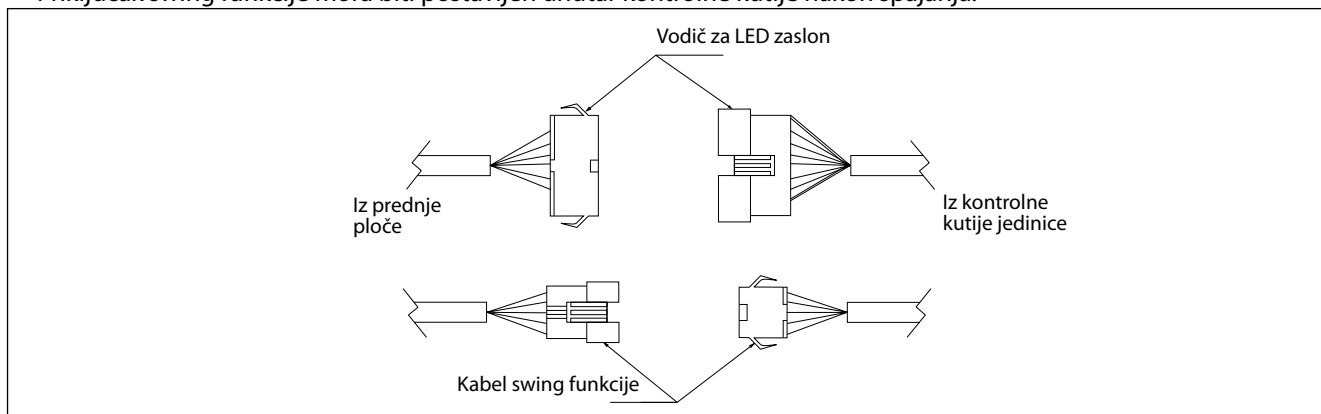 Vodič za LED zaslon
Iz prednje
ploče
Iz kontrolne
kutije jedinice
Kabel swing funkcije